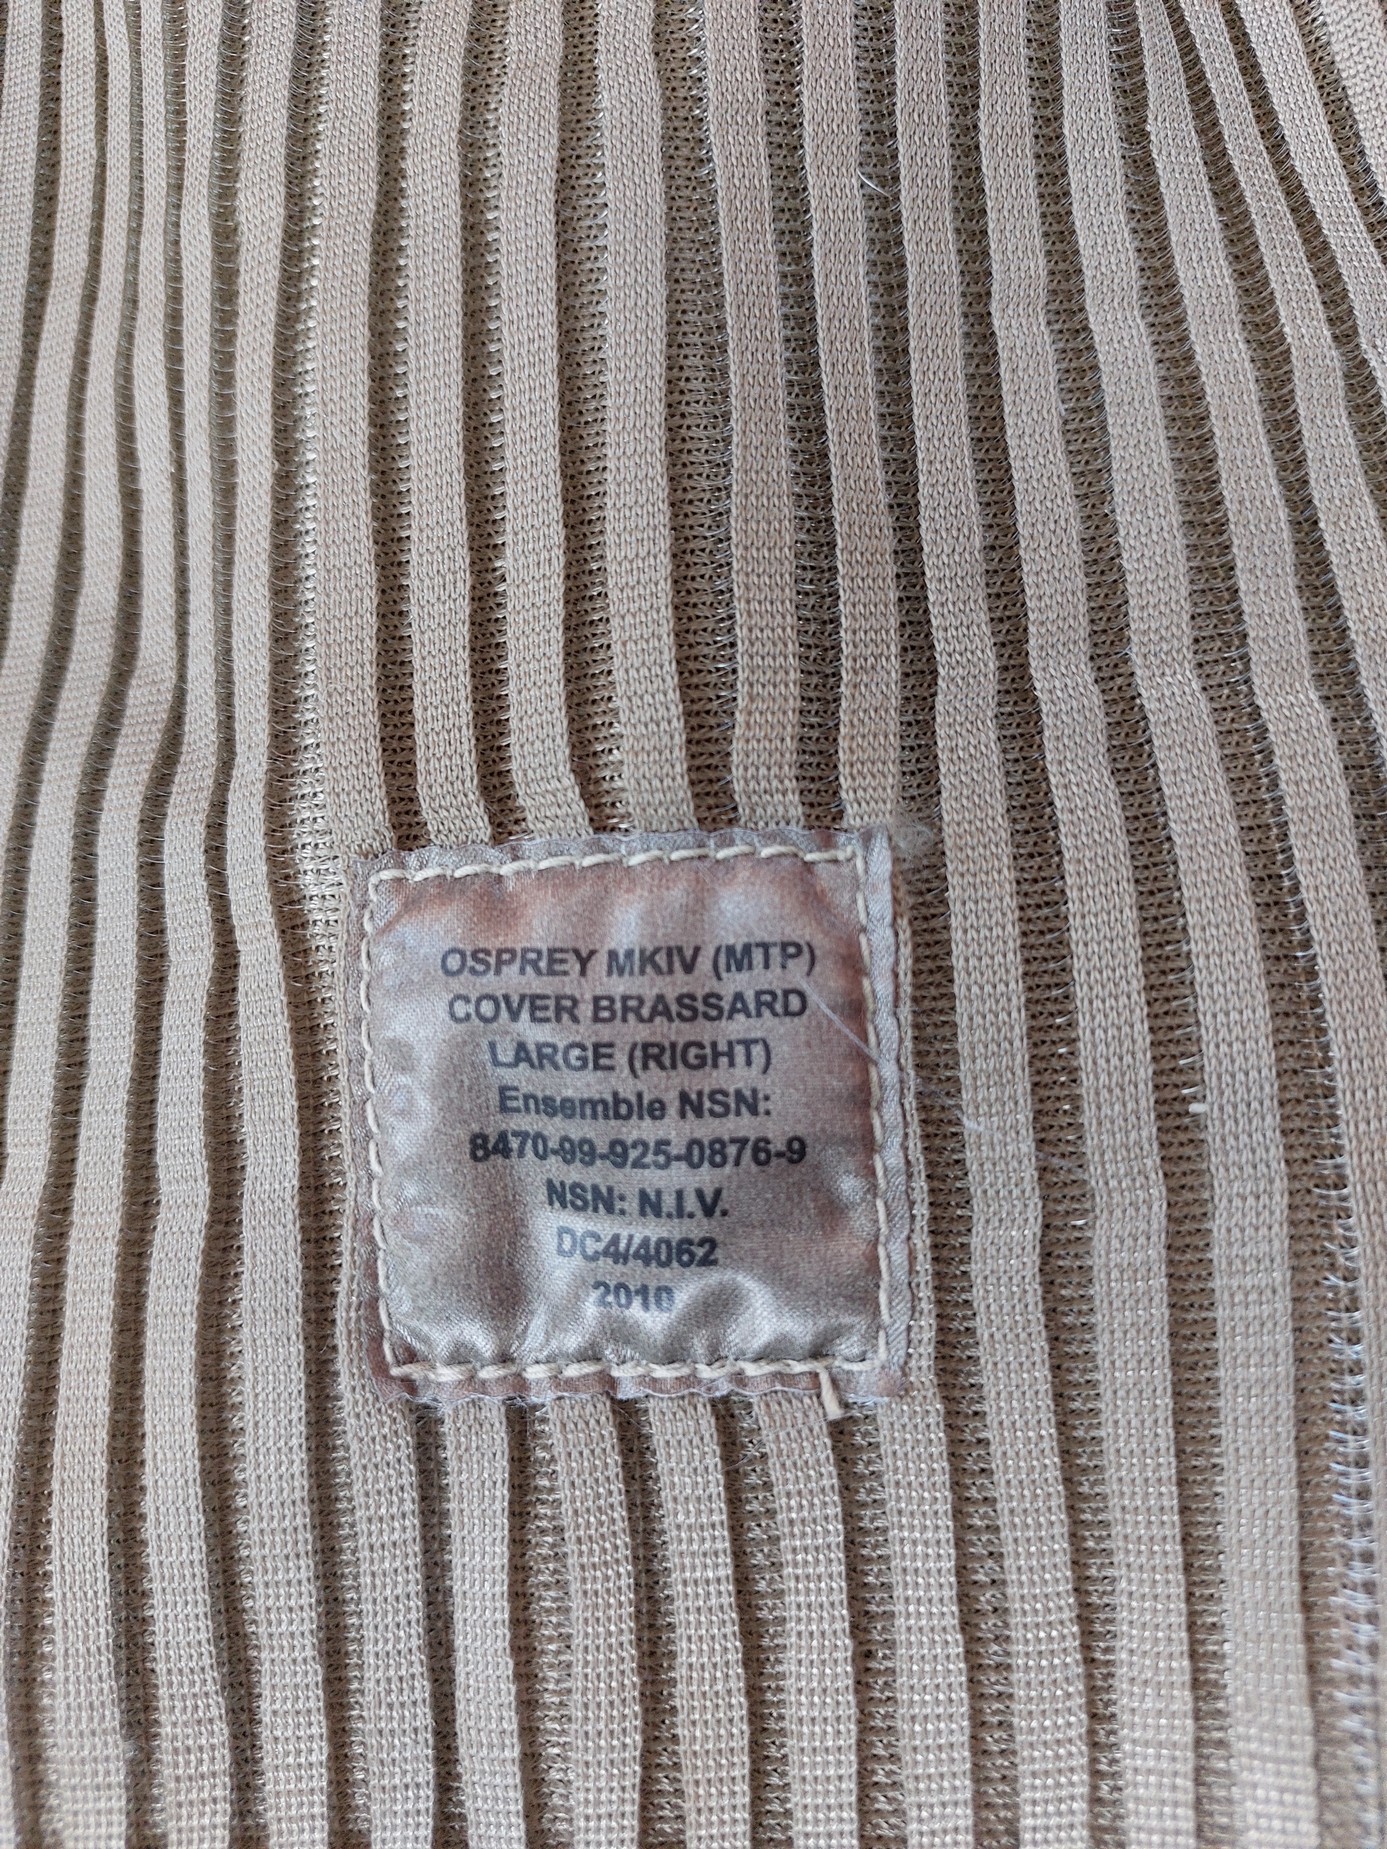 OSPREY MKIV (MTP)
COVER BRASSARD
LARGE (RIGHT)
Ensemble NSN:
8470-99-925-0876-9
NSN: N.I.V.
DC4/4062
2010